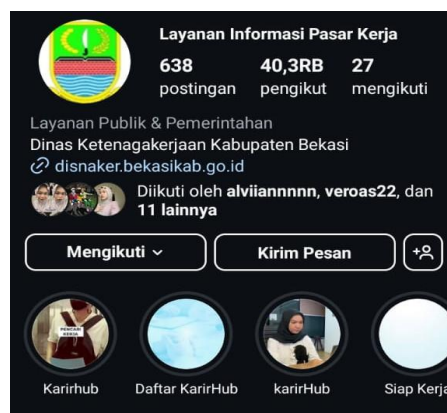 Layanan Informasi Pasar Kerja
638 40,3RB 27
postingan pengikut mengikuti
Layanan Publik & Pemerintahan
Dinas Ketenagakerjaan Kabupaten Bekasi
disnaker.bekasikab.go.id
Diikuti oleh alviiannnnn, veroas22, dan
11 lainnya
Mengikuti
Kirim Pesan
PENCARI
KERJA
Karirhub Daftar KarirHub karirHub Siap Kerja